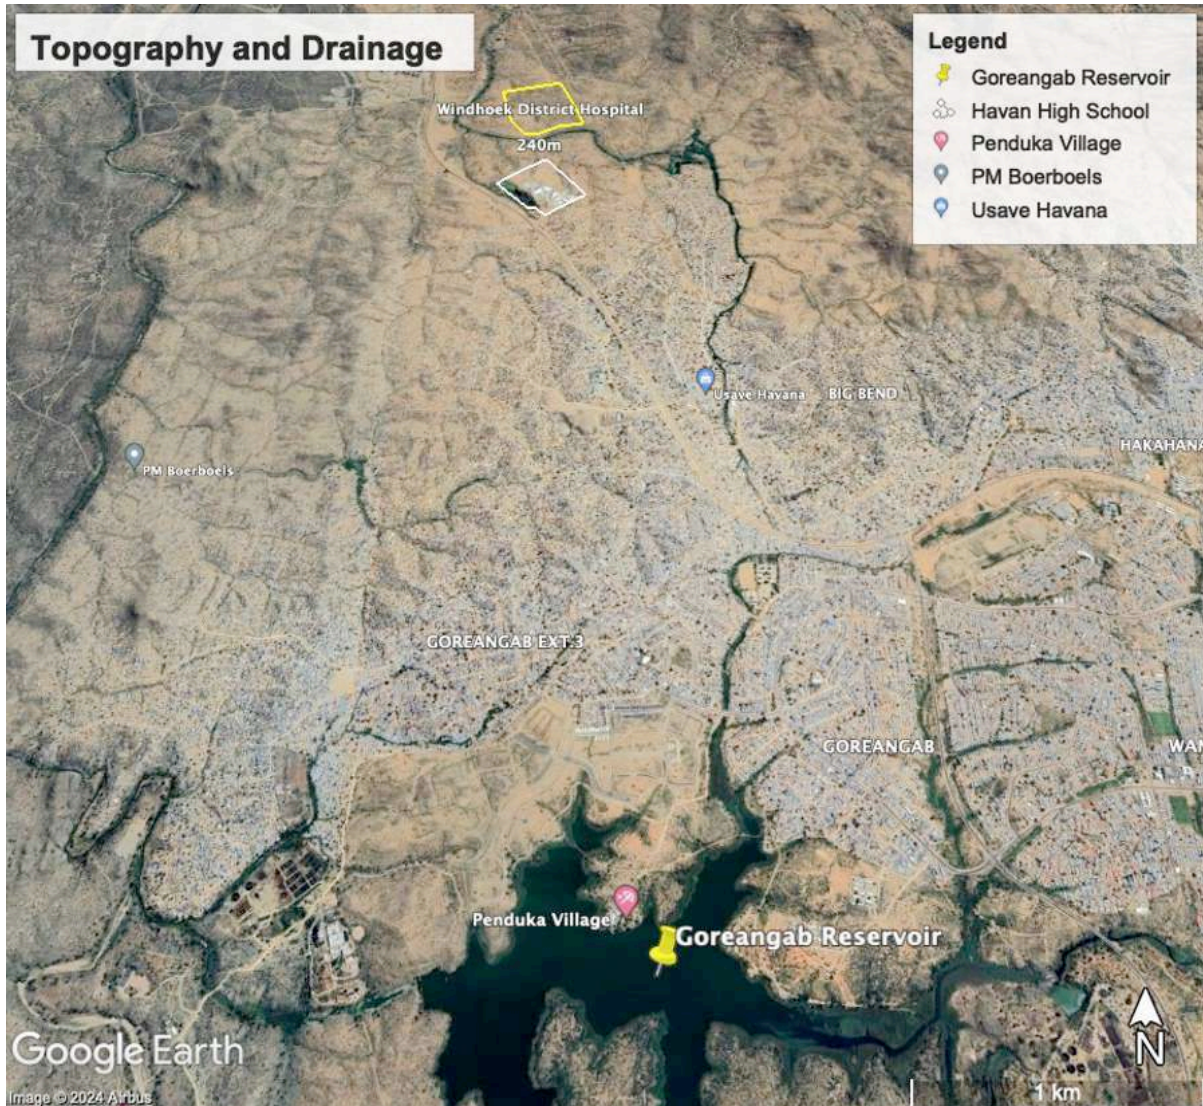 Topography and Drainage
Legend
Goreangab Reservoir
Havan High School
Penduka Village
PM Boerboels
Usave Havana
Windhoek District Hospital
240m
Usave Havana
BIG BEND
HAKAHANA
PM Boerboels
GOREANGAB EXT.3
GOREANGAB
WAN
Penduka Village
Goreangab Reservoir
Google Earth
N
1 km
Image © 2024 Airbus